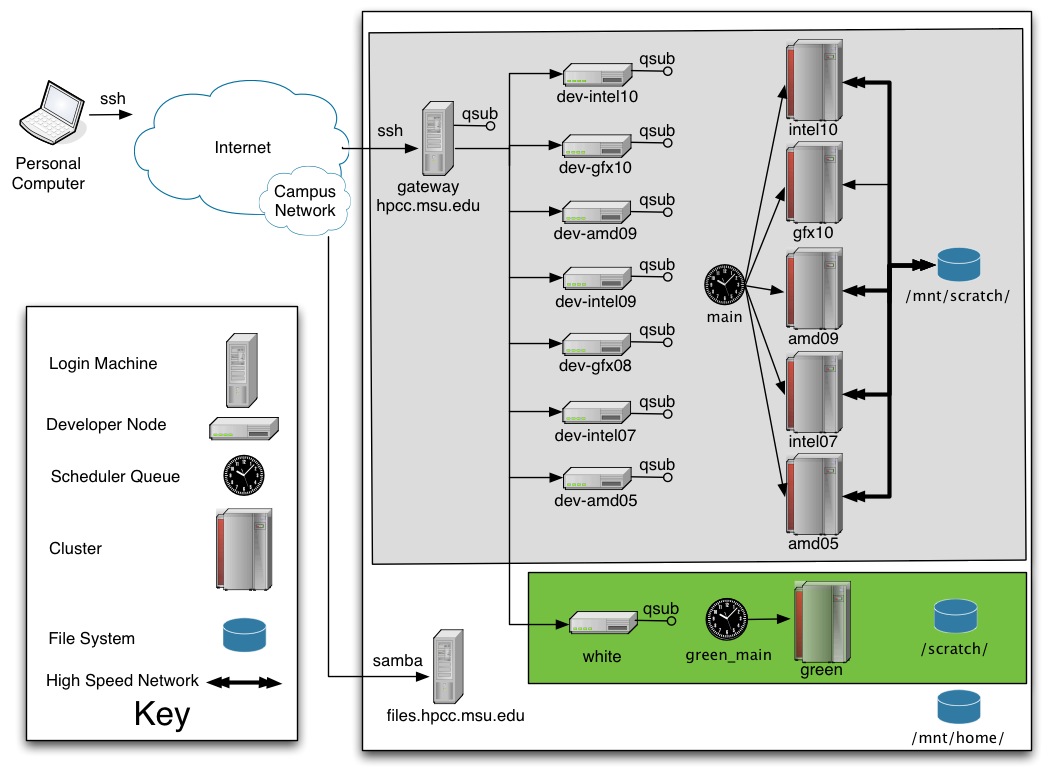 ssh
Personal
Computer
Internet
Campus
Network
ssh
qsub
gateway
hpcc.msu.edu
qsub
dev-intel10
qsub
dev-gfx10
qsub
dev-amd09
qsub
dev-intel09
qsub
dev-gfx08
qsub
dev-intel07
qsub
dev-amd05
main
intel10
gfx10
amd09
intel07
amd05
/mnt/scratch/
qsub
white
green_main
green
/scratch/
samba
files.hpcc.msu.edu
/mnt/home/
Login Machine
Developer Node
Scheduler Queue
Cluster
File System
High Speed Network
Key